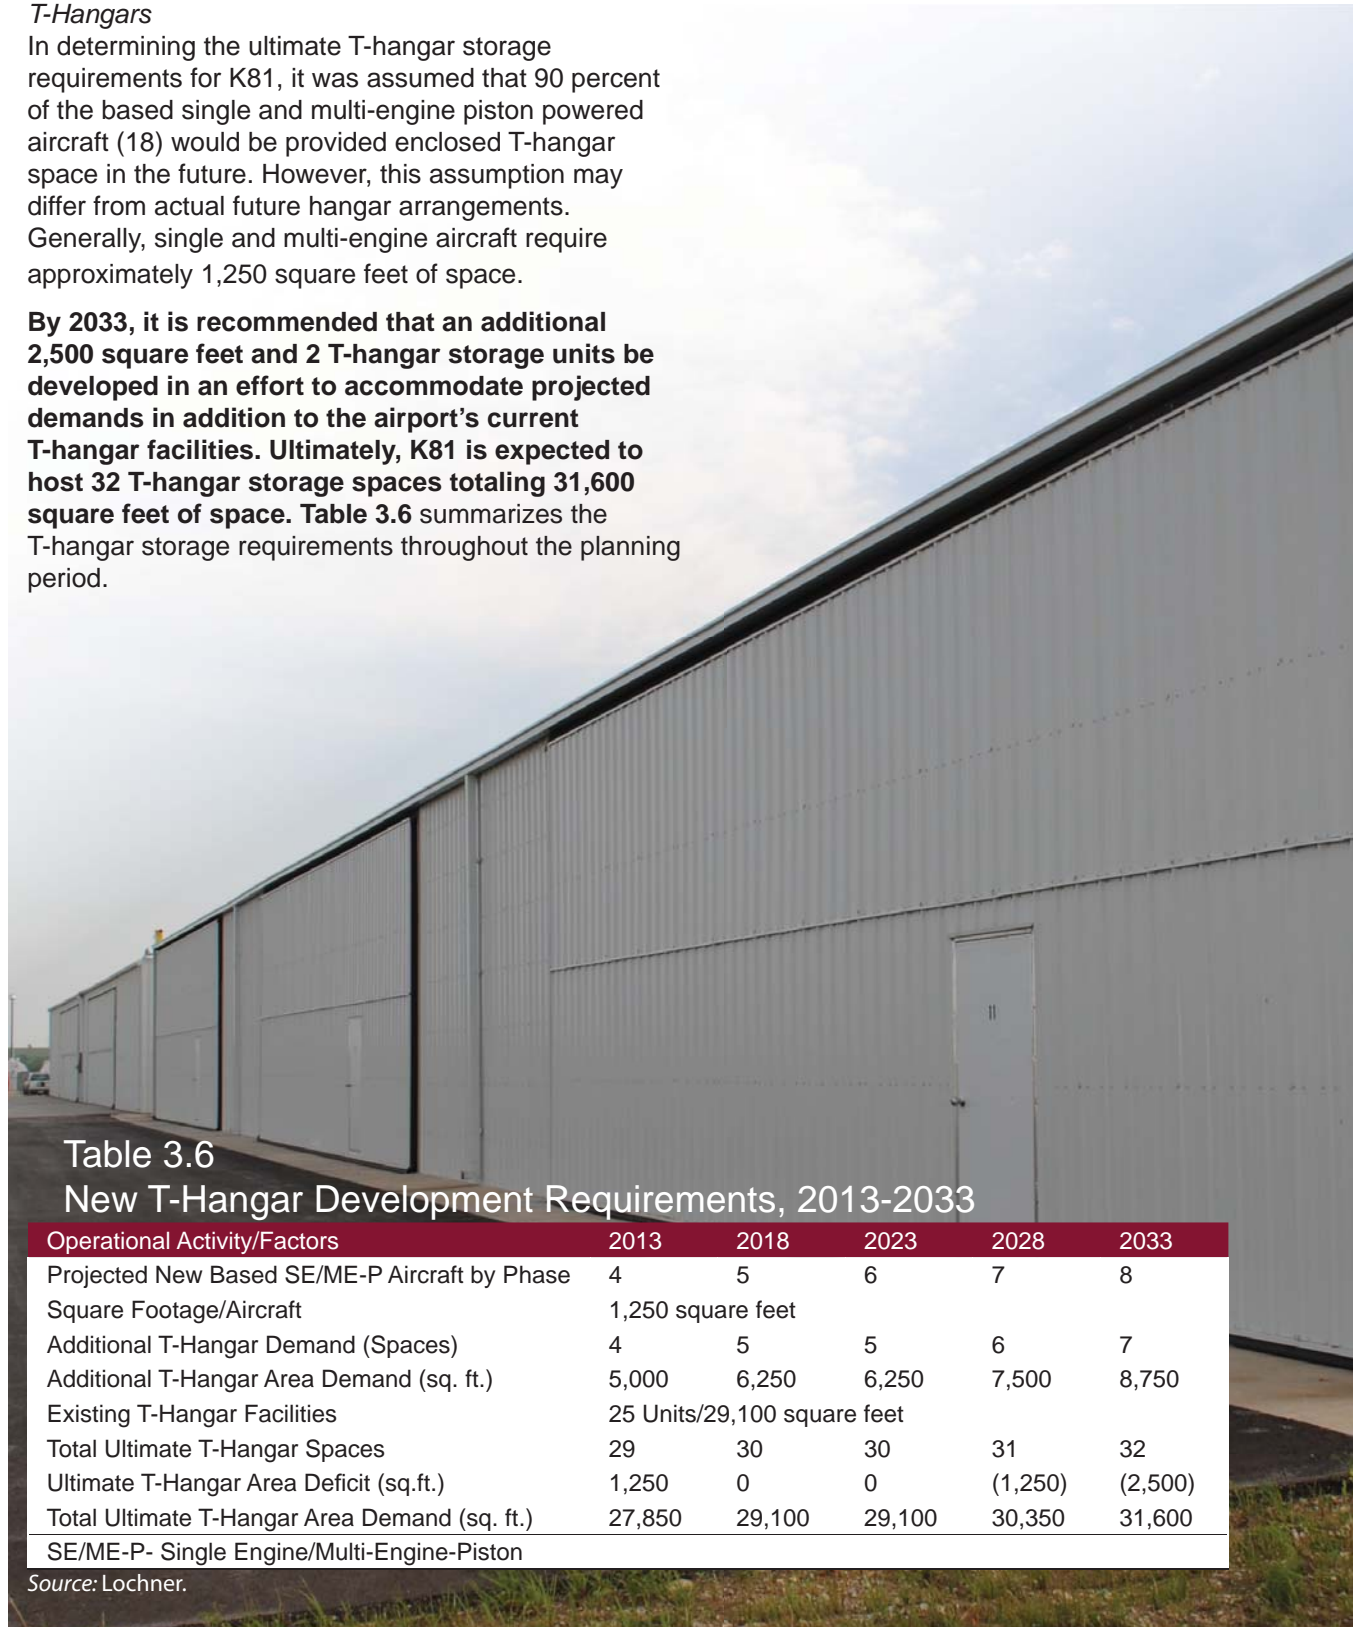 T-Hangars
In determining the ultimate T-hangar storage
requirements for K81, it was assumed that 90 percent
of the based single and multi-engine piston powered
aircraft (18) would be provided enclosed T-hangar
space in the future. However, this assumption may
differ from actual future hangar arrangements.
Generally, single and multi-engine aircraft require
approximately 1,250 square feet of space.
By 2033, it is recommended that an additional
2,500 square feet and 2 T-hangar storage units be
developed in an effort to accommodate projected
demands in addition to the airport's current
T-hangar facilities. Ultimately, K81 is expected to
host 32 T-hangar storage spaces totaling 31,600
square feet of space. Table 3.6 summarizes the
T-hangar storage requirements throughout the planning
period.
11
Table 3.6
New T-Hangar Development Requirements, 2013-2033
Operational Activity/Factors 2013 2018 2023 2028 2033
Projected New Based SE/ME-P Aircraft by Phase 4 5 6 7 8
Square Footage/Aircraft 1,250 square feet
Additional T-Hangar Demand (Spaces) 4 5 5 6 7
Additional T-Hangar Area Demand (sq. ft.) 5,000 6,250 6,250 7,500 8,750
Existing T-Hangar Facilities 25 Units/29,100 square feet
Total Ultimate T-Hangar Spaces 29 30 30 31 32
Ultimate T-Hangar Area Deficit (sq.ft.) 1,250 0 0 (1,250) (2,500)
Total Ultimate T-Hangar Area Demand (sq. ft.) 27,850 29,100 29,100 30,350 31,600
SE/ME-P- Single Engine/Multi-Engine-Piston
Source: Lochner.